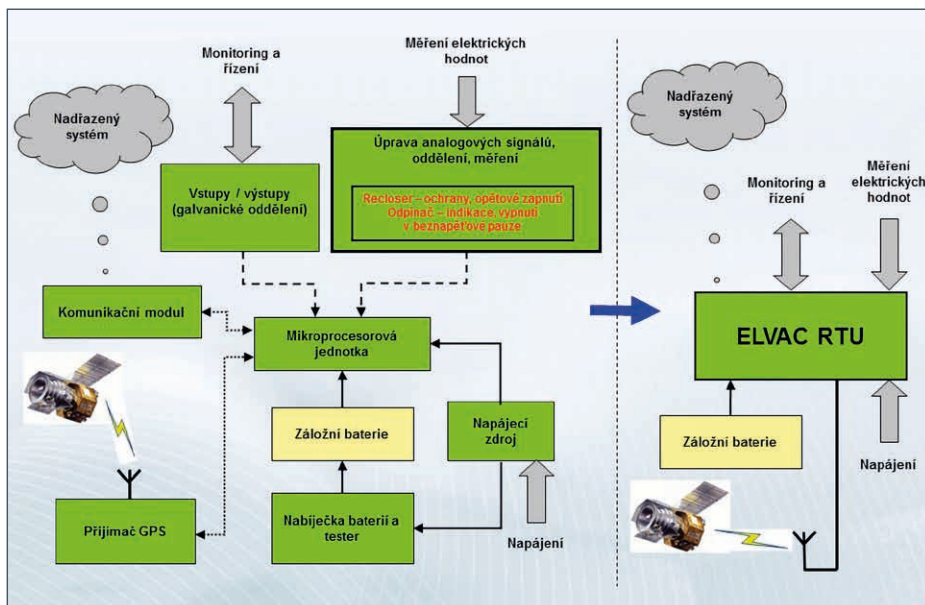 Monitoring a
řízení
Měření elektrických
hodnot
Nadřazený
systém
Úprava analogových signálů,
oddělení, měření
Recloser – ochrany, opětové zapnutí
Odpínač – indikace, vypnutí
v beznapěťové pauze
Vstupy / výstupy
(galvanické oddělení)
Komunikační modul
Mikroprocesorová
jednotka
Záložní baterie
Napájecí
zdroj
Přijímač GPS
Nabíječka baterií a
tester
Napájení
Nadřazený
systém
Monitoring a
řízení
Měření
elektrických
hodnot
ELVAC RTU
Záložní baterie
Napájení